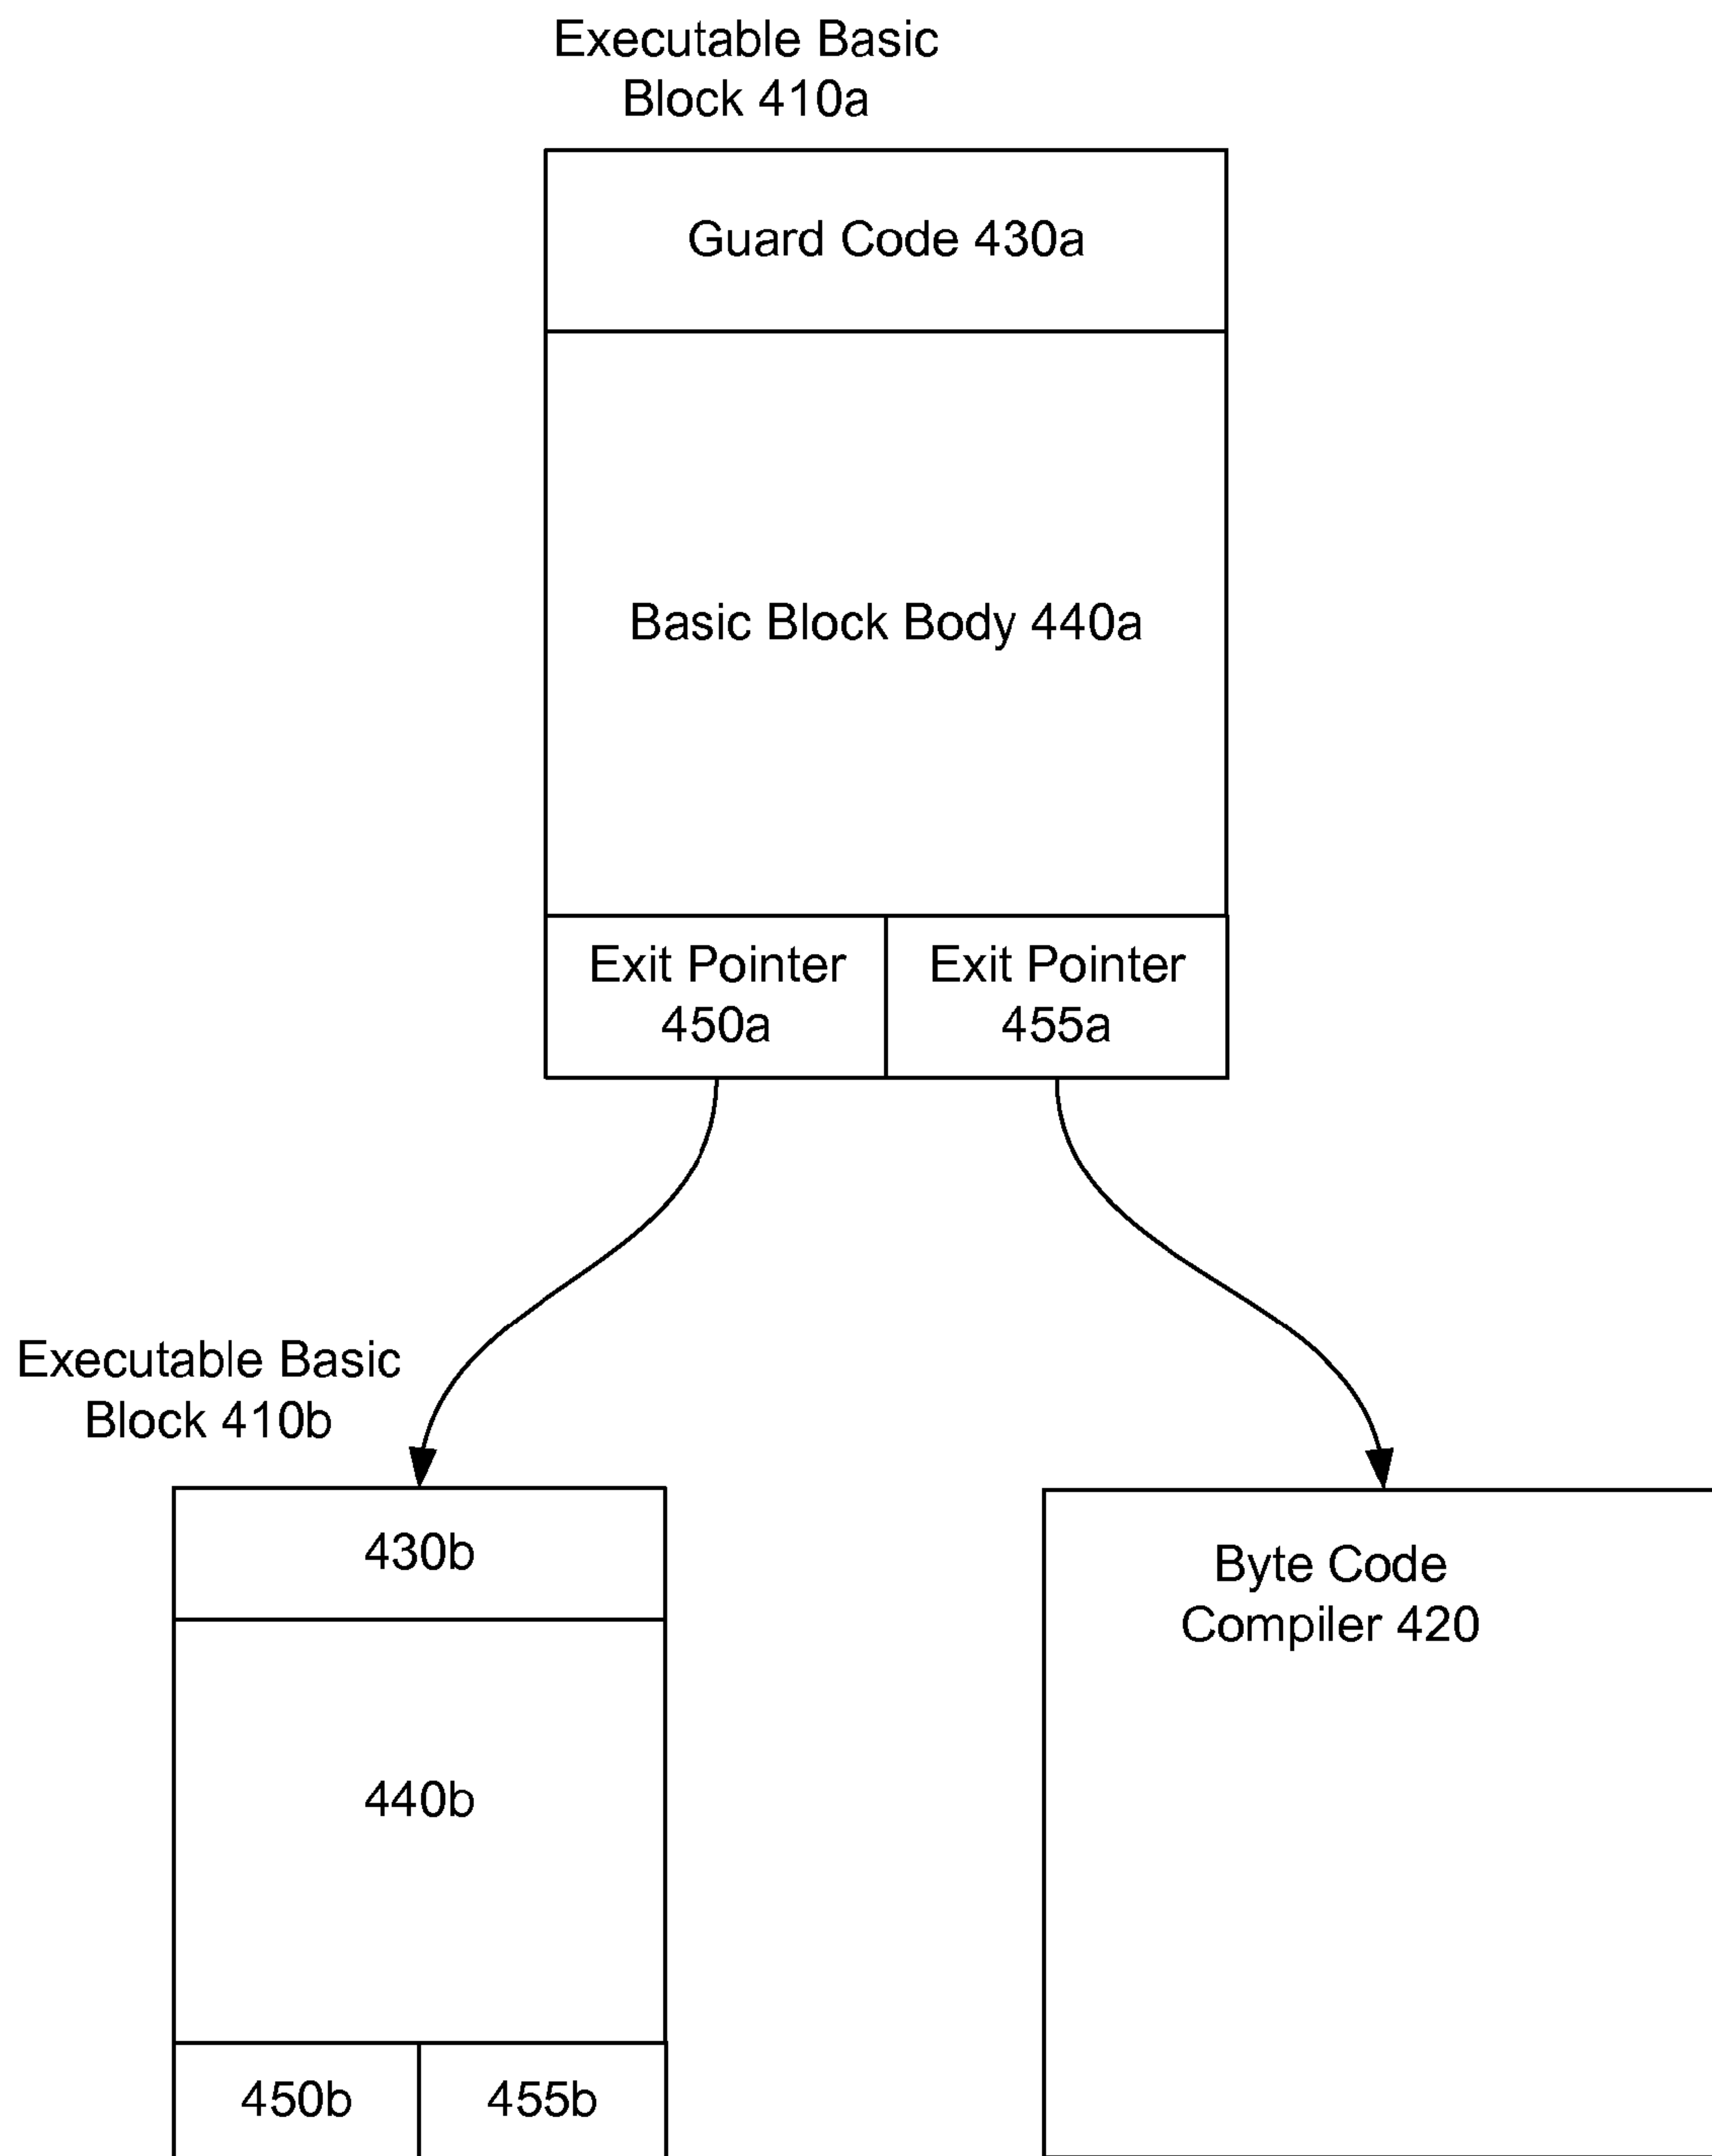 Executable Basic
Block 410a
Guard Code 430a
Basic Block Body 440a
Exit Pointer
450a
Exit Pointer
455a
Executable Basic
Block 410b
430b
440b
450b
455b
Byte Code
Compiler 420